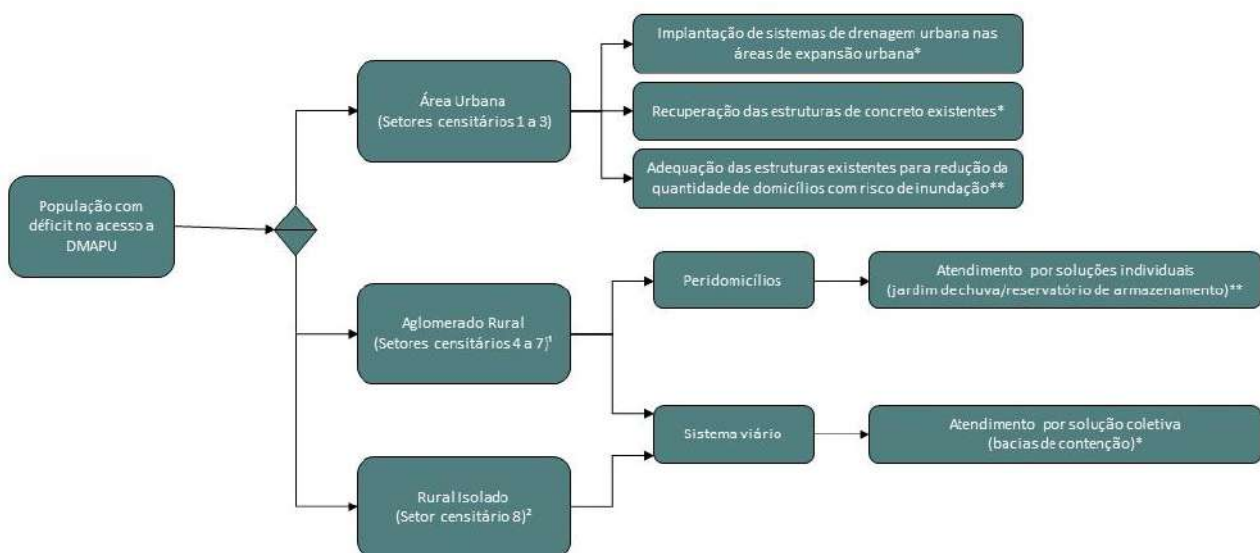 População com
déficit no acesso a
DMAPU
Área Urbana
(Setores censitários 1 a 3)
Implantação de sistemas de drenagem urbana nas
áreas de expansão urbana*
Recuperação das estruturas de concreto existentes*
Adequação das estruturas existentes para redução da
quantidade de domicílios com risco de inundação**
Aglomerado Rural
(Setores censitários 4 a 7)¹
Peridomicílios
Atendimento por soluções individuais
(jardim de chuva/reservatório de armazenamento)**
Sistema viário
Atendimento por solução coletiva
(bacias de contenção)*
Rural Isolado
(Setor censitário 8)²